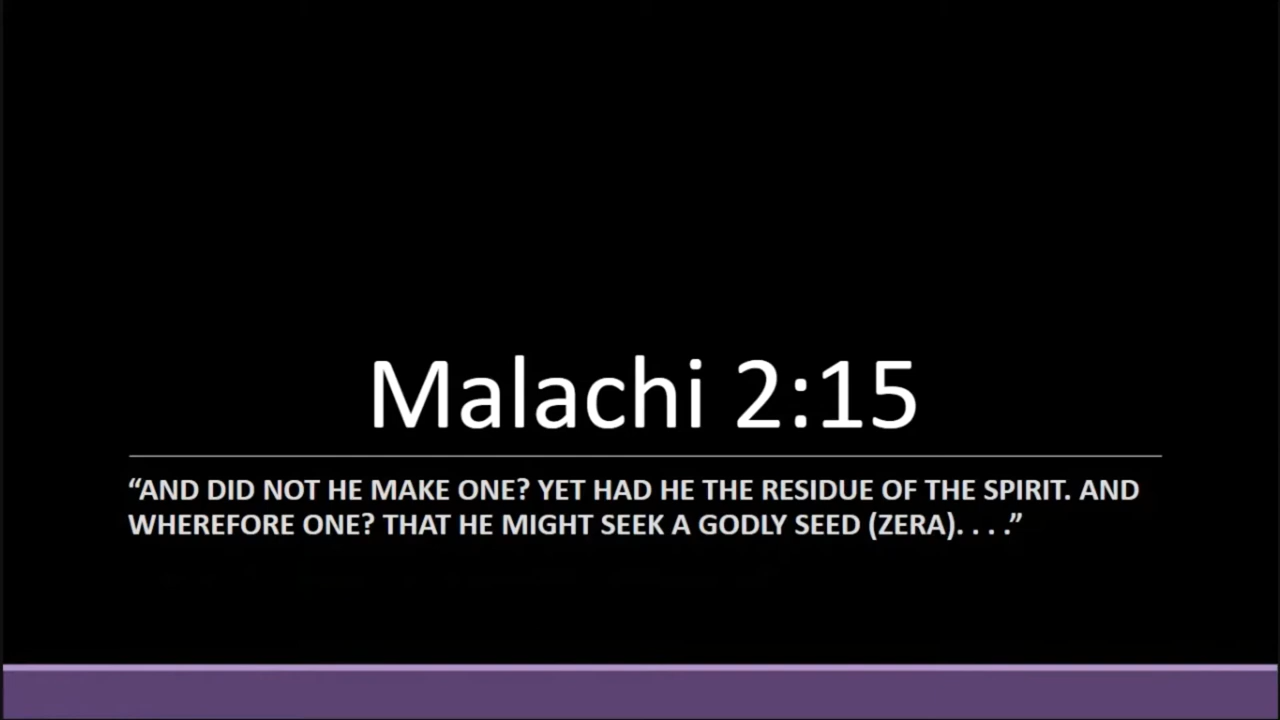 Malachi 2:15
“AND DID NOT HE MAKE ONE? YET HAD HE THE RESIDUE OF THE SPIRIT. AND
WHEREFORE ONE? THAT HE MIGHT SEEK A GODLY SEED (ZERA). . . .”